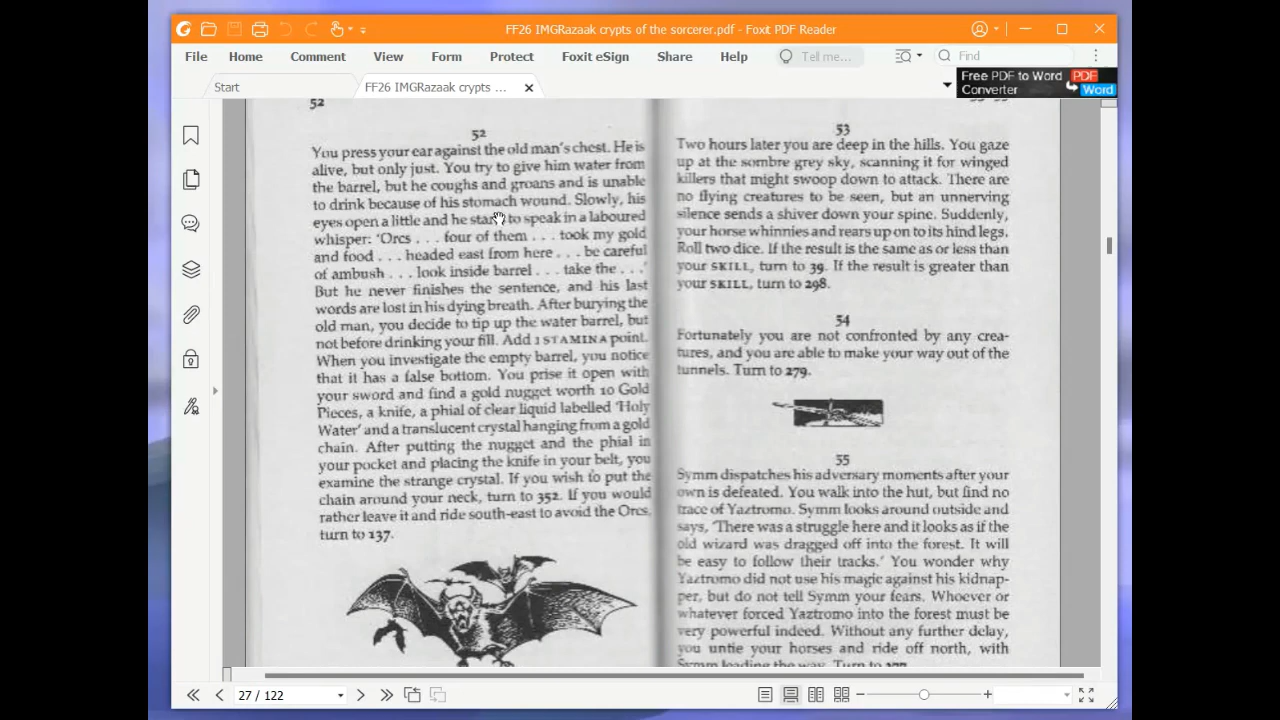 FF26 IMGRazaak crypts of the sorcerer.pdf - Foxit PDF Reader
File Home Comment View Form Protect Foxit eSign Share Help Tell me... Find
Start FF26 IMGRazaak crypts ... Free PDF to Word PDF
Converter Word
52
52
You press your ear against the old man's chest. He is
alive, but only just. You try to give him water from
the barrel, but he coughs and groans and is unable
to drink because of his stomach wound. Slowly, his
eyes open a little and he starts to speak in a laboured
whisper: 'Orcs . . . four of them . . . took my gold
and food . . . headed east from here . . . be careful
of ambush . . . look inside barrel . . . take the . . .'
But he never finishes the sentence, and his last
words are lost in his dying breath. After burying the
old man, you decide to tip up the water barrel, but
not before drinking your fill. Add 1 STAMINA point.
When you investigate the empty barrel, you notice
that it has a false bottom. You prise it open with
your sword and find a gold nugget worth 10 Gold
Pieces, a knife, a phial of clear liquid labelled 'Holy
Water' and a translucent crystal hanging from a gold
chain. After putting the nugget and the phial in
your pocket and placing the knife in your belt, you
examine the strange crystal. If you wish to put the
chain around your neck, turn to 352. If you would
rather leave it and ride south-east to avoid the Orcs,
turn to 137.
53
Two hours later you are deep in the hills. You gaze
up at the sombre grey sky, scanning it for winged
killers that might swoop down to attack. There are
no flying creatures to be seen, but an unnerving
silence sends a shiver down your spine. Suddenly,
your horse whinnies and rears up on to its hind legs.
Roll two dice. If the result is the same as or less than
your SKILL, turn to 39. If the result is greater than
your SKILL, turn to 298.
54
Fortunately you are not confronted by any crea-
tures, and you are able to make your way out of the
tunnels. Turn to 279.
55
Symm dispatches his adversary moments after your
own is defeated. You walk into the hut, but find no
trace of Yaztromo. Symm looks around outside and
says, 'There was a struggle here and it looks as if the
old wizard was dragged off into the forest. It will
be easy to follow their tracks.' You wonder why
Yaztromo did not use his magic against his kidnap-
per, but do not tell Symm your fears. Whoever or
whatever forced Yaztromo into the forest must be
very powerful indeed. Without any further delay,
you untie your horses and ride off north, with
Symm leading the way. Turn to
27 / 122